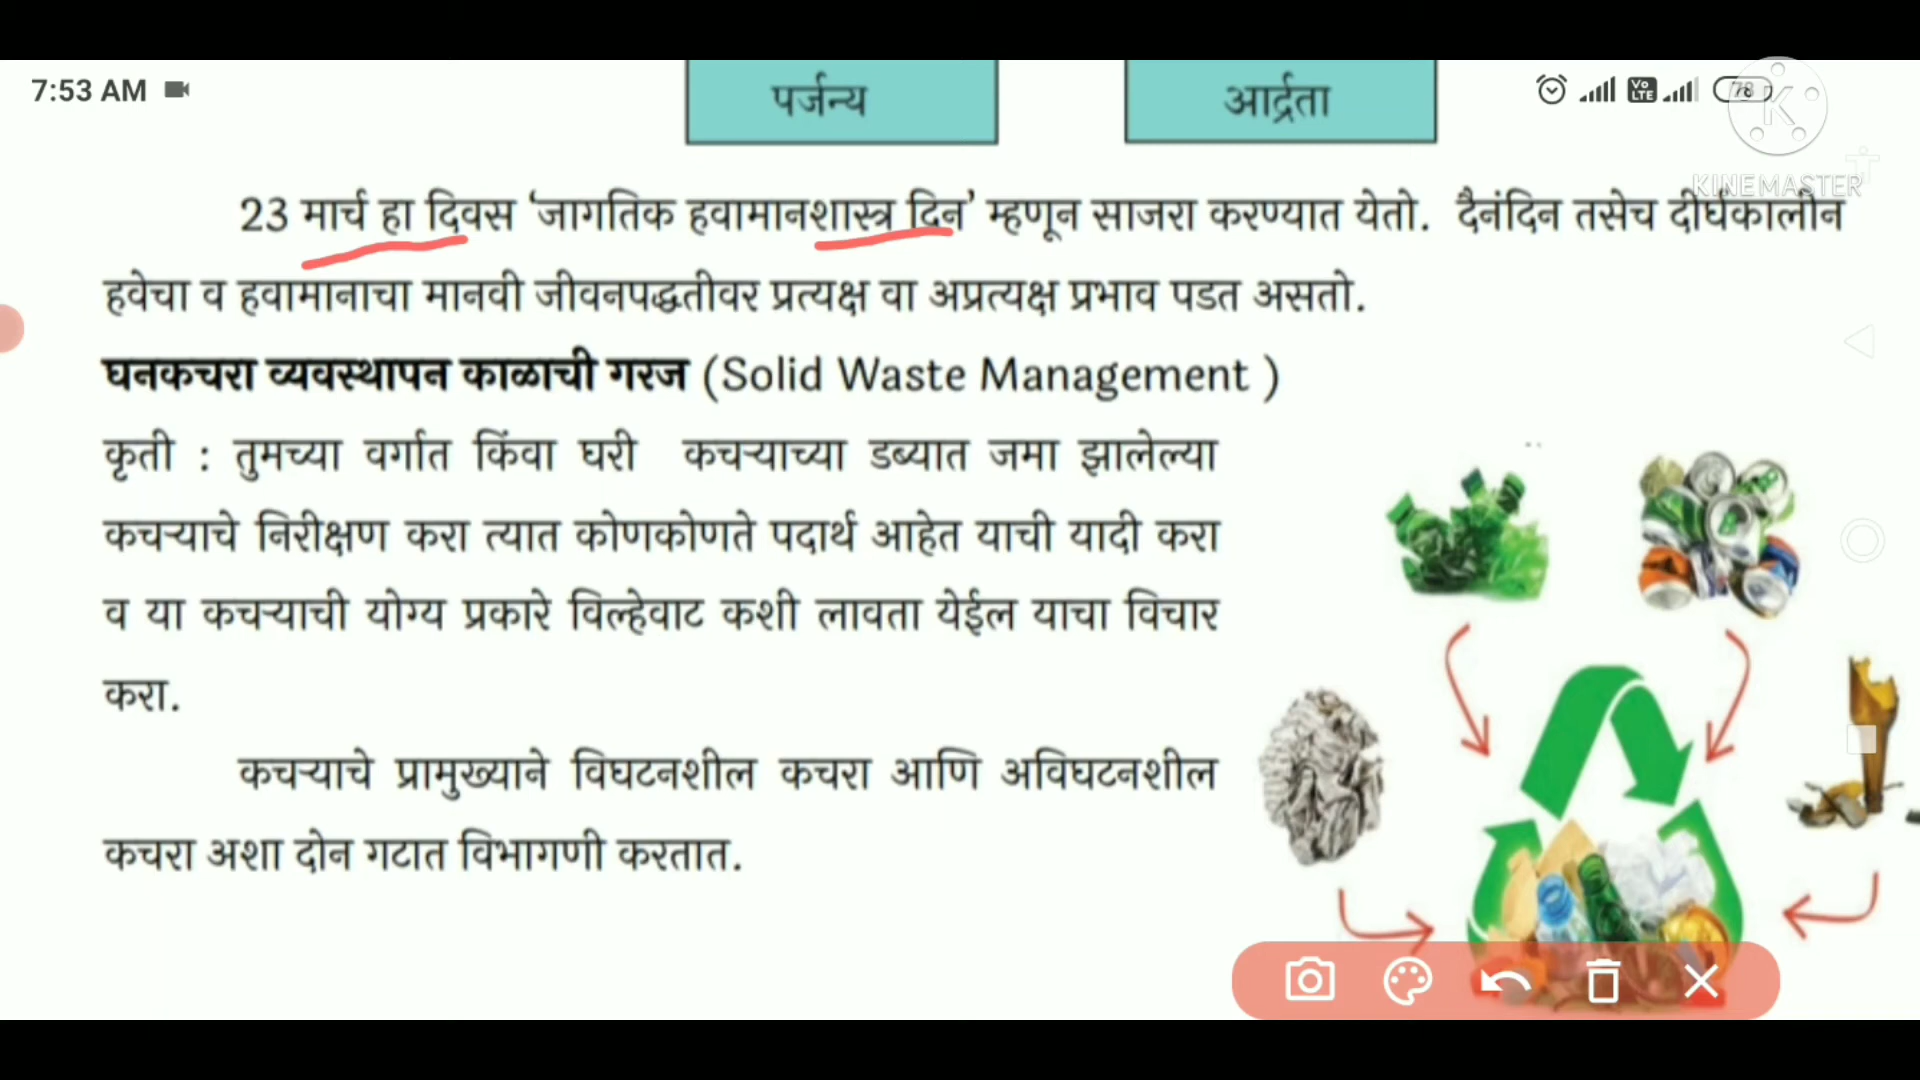 7:53 AM
पर्जन्य
आर्द्रता
Vo LTE
78
KINEMASTER
23 मार्च हा दिवस ‘जागतिक हवामानशास्त्र दिन’ म्हणून साजरा करण्यात येतो. दैनंदिन तसेच दीर्घकालीन
हवेचा व हवामानाचा मानवी जीवनपद्धतीवर प्रत्यक्ष वा अप्रत्यक्ष प्रभाव पडत असतो.
घनकचरा व्यवस्थापन काळाची गरज (Solid Waste Management )
कृती : तुमच्या वर्गात किंवा घरी कचऱ्याच्या डब्यात जमा झालेल्या
कचऱ्याचे निरीक्षण करा त्यात कोणकोणते पदार्थ आहेत याची यादी करा
व या कचऱ्याची योग्य प्रकारे विल्हेवाट कशी लावता येईल याचा विचार
करा.
कचऱ्याचे प्रामुख्याने विघटनशील कचरा आणि अविघटनशील
कचरा अशा दोन गटात विभागणी करतात.